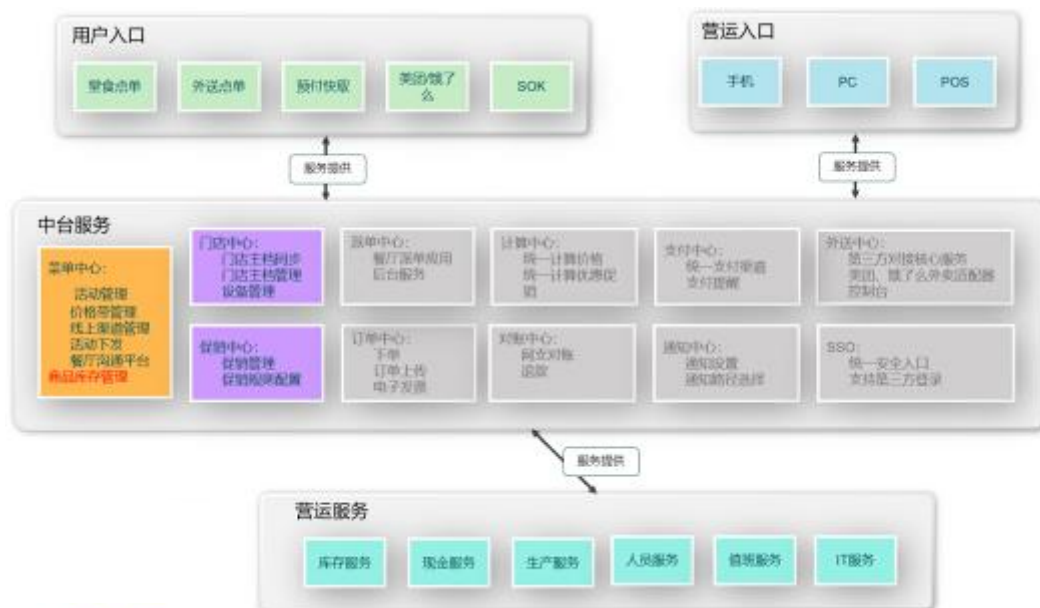 用户入口
堂食点单
外送点单
预付快取
美团/饿了
么
SOK
营运入口
手机
PC
POS
服务提供
服务提供
中台服务
菜单中心：
活动管理
价格带管理
线上渠道管理
活动下发
餐厅沟通平台
商品库存管理
门店中心：
门店主档同步
门店主档管理
设备管理
派单中心：
餐厅派单应用
后台服务
计算中心：
统一计算价格
统一计算优惠促
销
支付中心：
统一支付渠道
支付提醒
外送中心：
第三方对接核心服务
美团、饿了么外卖适配器
控制台
促销中心：
促销管理
促销规则配置
订单中心：
下单
订单上传
电子发票
对账中心：
网支对账
追款
通知中心：
通知设置
通知路径选择
SSO：
统一安全入口
支持第三方登录
服务提供
营运服务
库存服务
现金服务
生产服务
人员服务
值班服务
IT服务